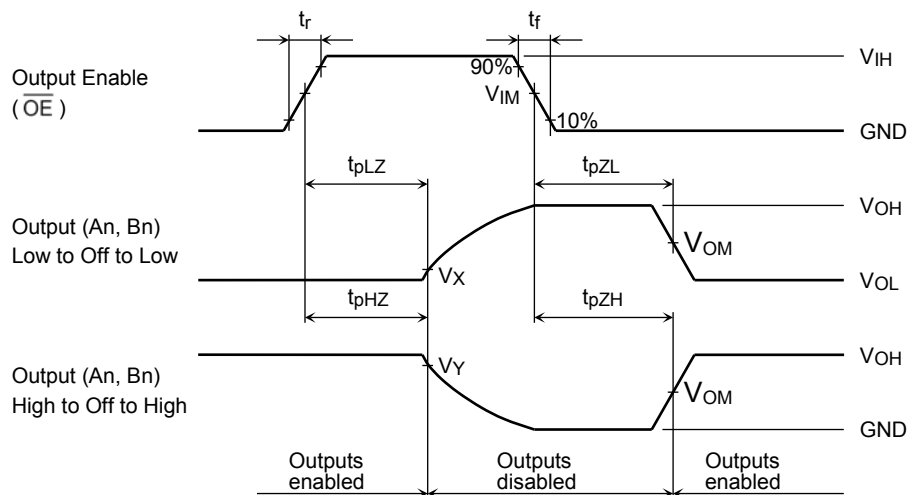 tr
tf
Output Enable
( OE )
90%
VIM
10%
VIH
GND
tpLZ
tpZL
Output (An, Bn)
Low to Off to Low
VX
VOH
VOM
VOL
tpHZ
tpZH
Output (An, Bn)
High to Off to High
VY
VOH
VOM
GND
Outputs
enabled
Outputs
disabled
Outputs
enabled